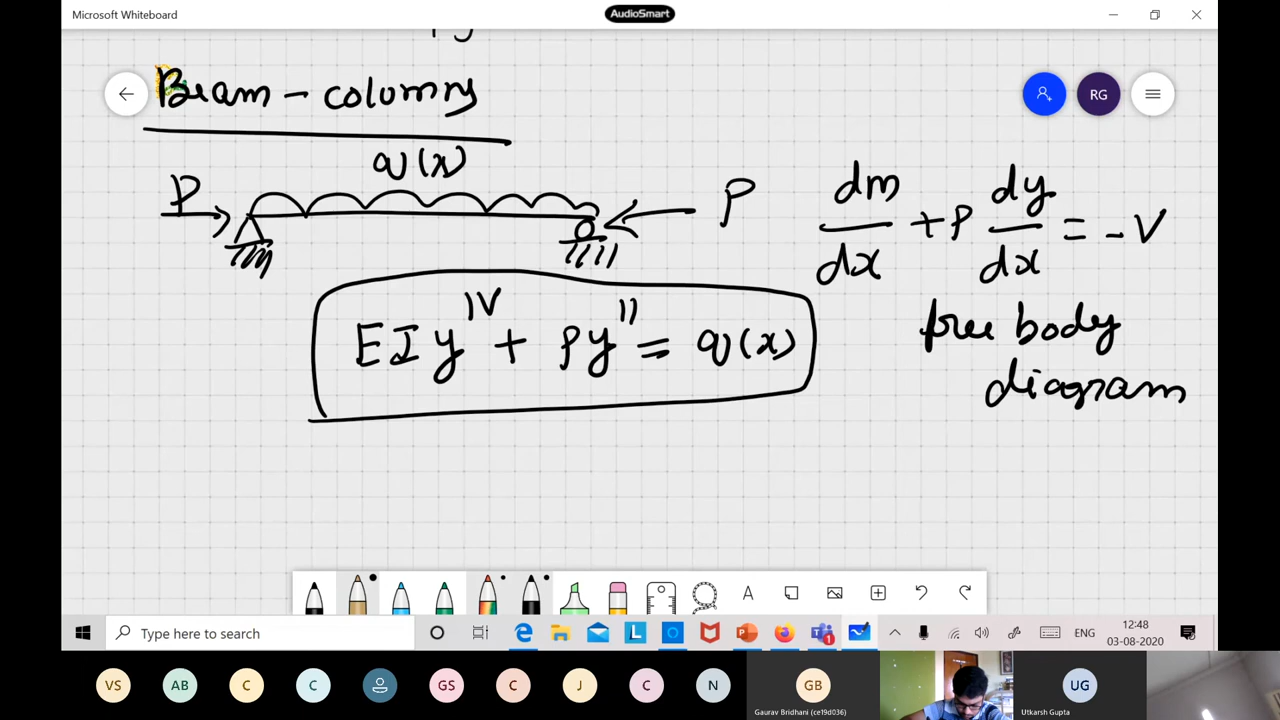 Microsoft Whiteboard
AudioSmart
Beam - columns
RG
q(x)
P
P
dm/dx + P dy/dx = - V
EIy^IV + Py'' = q(x)
free body
diagram
A
Type here to search
ENG
12:48
03-08-2020
VS
AB
C
C
GS
C
J
C
N
GB
Gaurav Bridhani (ce19d036)
UG
Utkarsh Gupta